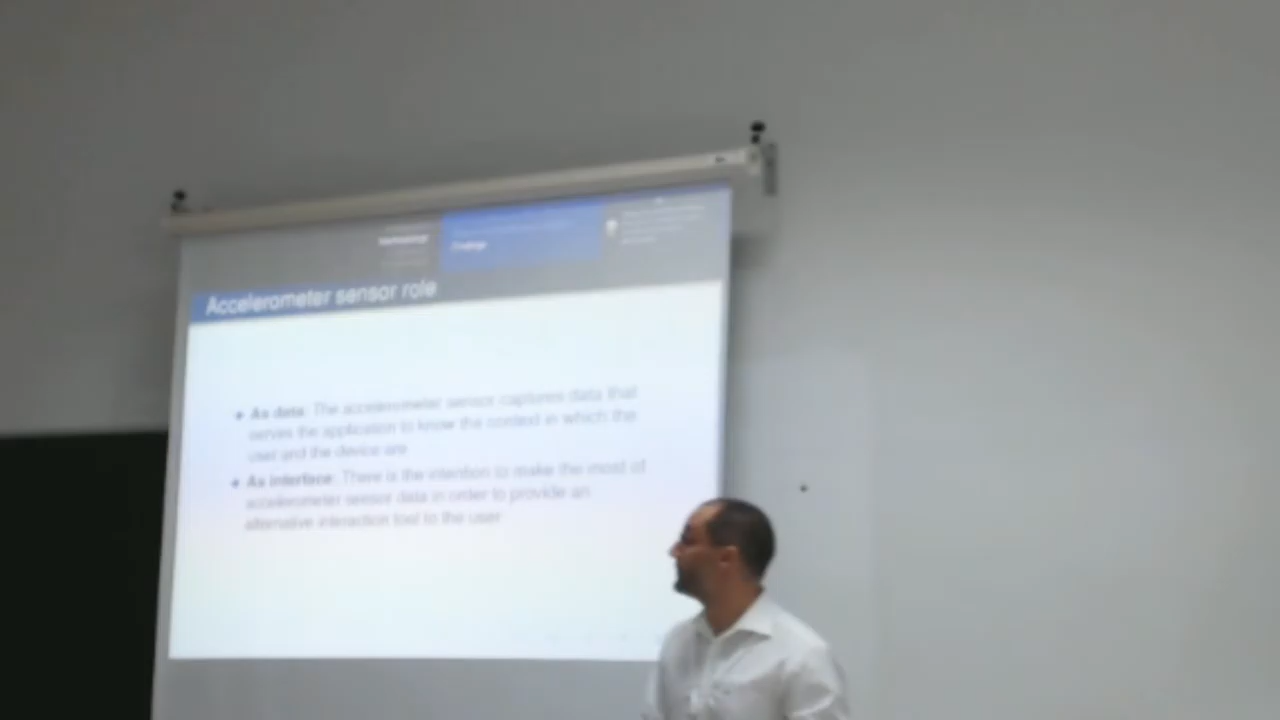 Accelerometer sensor role
As data: The accelerometer sensor captures data that
serves the application to know the context in which the
user and the device are
As interface: There is the intention to make the most of
accelerometer sensor data in order to provide an
alternative interaction tool to the user